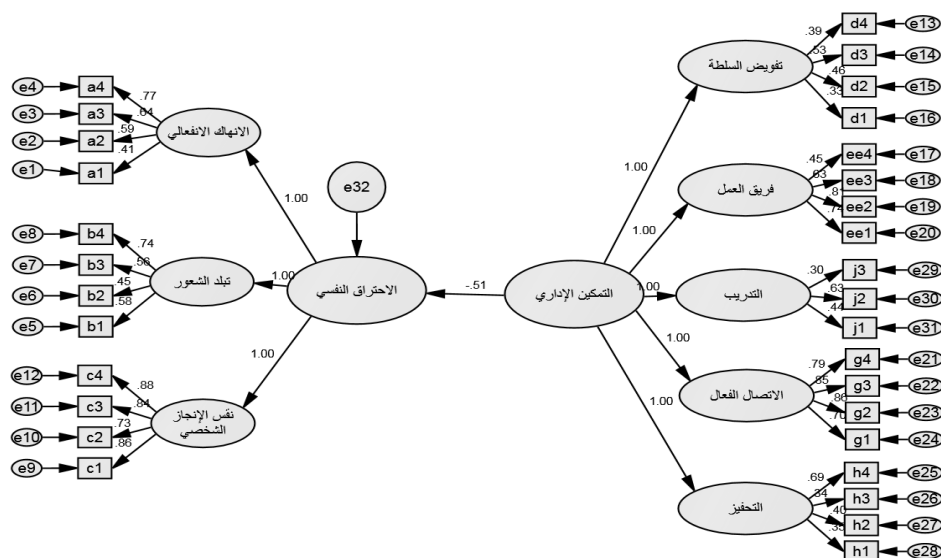 e4
a4
.77
e3
a3
.64
e2
a2
.59
e1
a1
.41
الانهاك الانفعالي
1.00
e32
e8
b4
.74
e7
b3
.56
e6
b2
.45
e5
b1
.58
تبلد الشعور
1.00
الاحتراق النفسي
-.51
التمكين الإداري
1.00
e12
c4
.88
e11
c3
.84
e10
c2
.73
e9
c1
.86
نقس الإنجاز
الشخصي
1.00
تفويض السلطة
.39
d4
e13
.53
d3
e14
.46
d2
e15
.33
d1
e16
1.00
فريق العمل
.45
ee4
e17
.63
ee3
e18
.81
ee2
e19
.74
ee1
e20
1.00
التدريب
.30
j3
e29
.63
j2
e30
.44
j1
e31
1.00
الاتصال الفعال
.79
g4
e21
.85
g3
e22
.86
g2
e23
.70
g1
e24
1.00
التحفيز
.69
h4
e25
.34
h3
e26
.40
h2
e27
.35
h1
e28